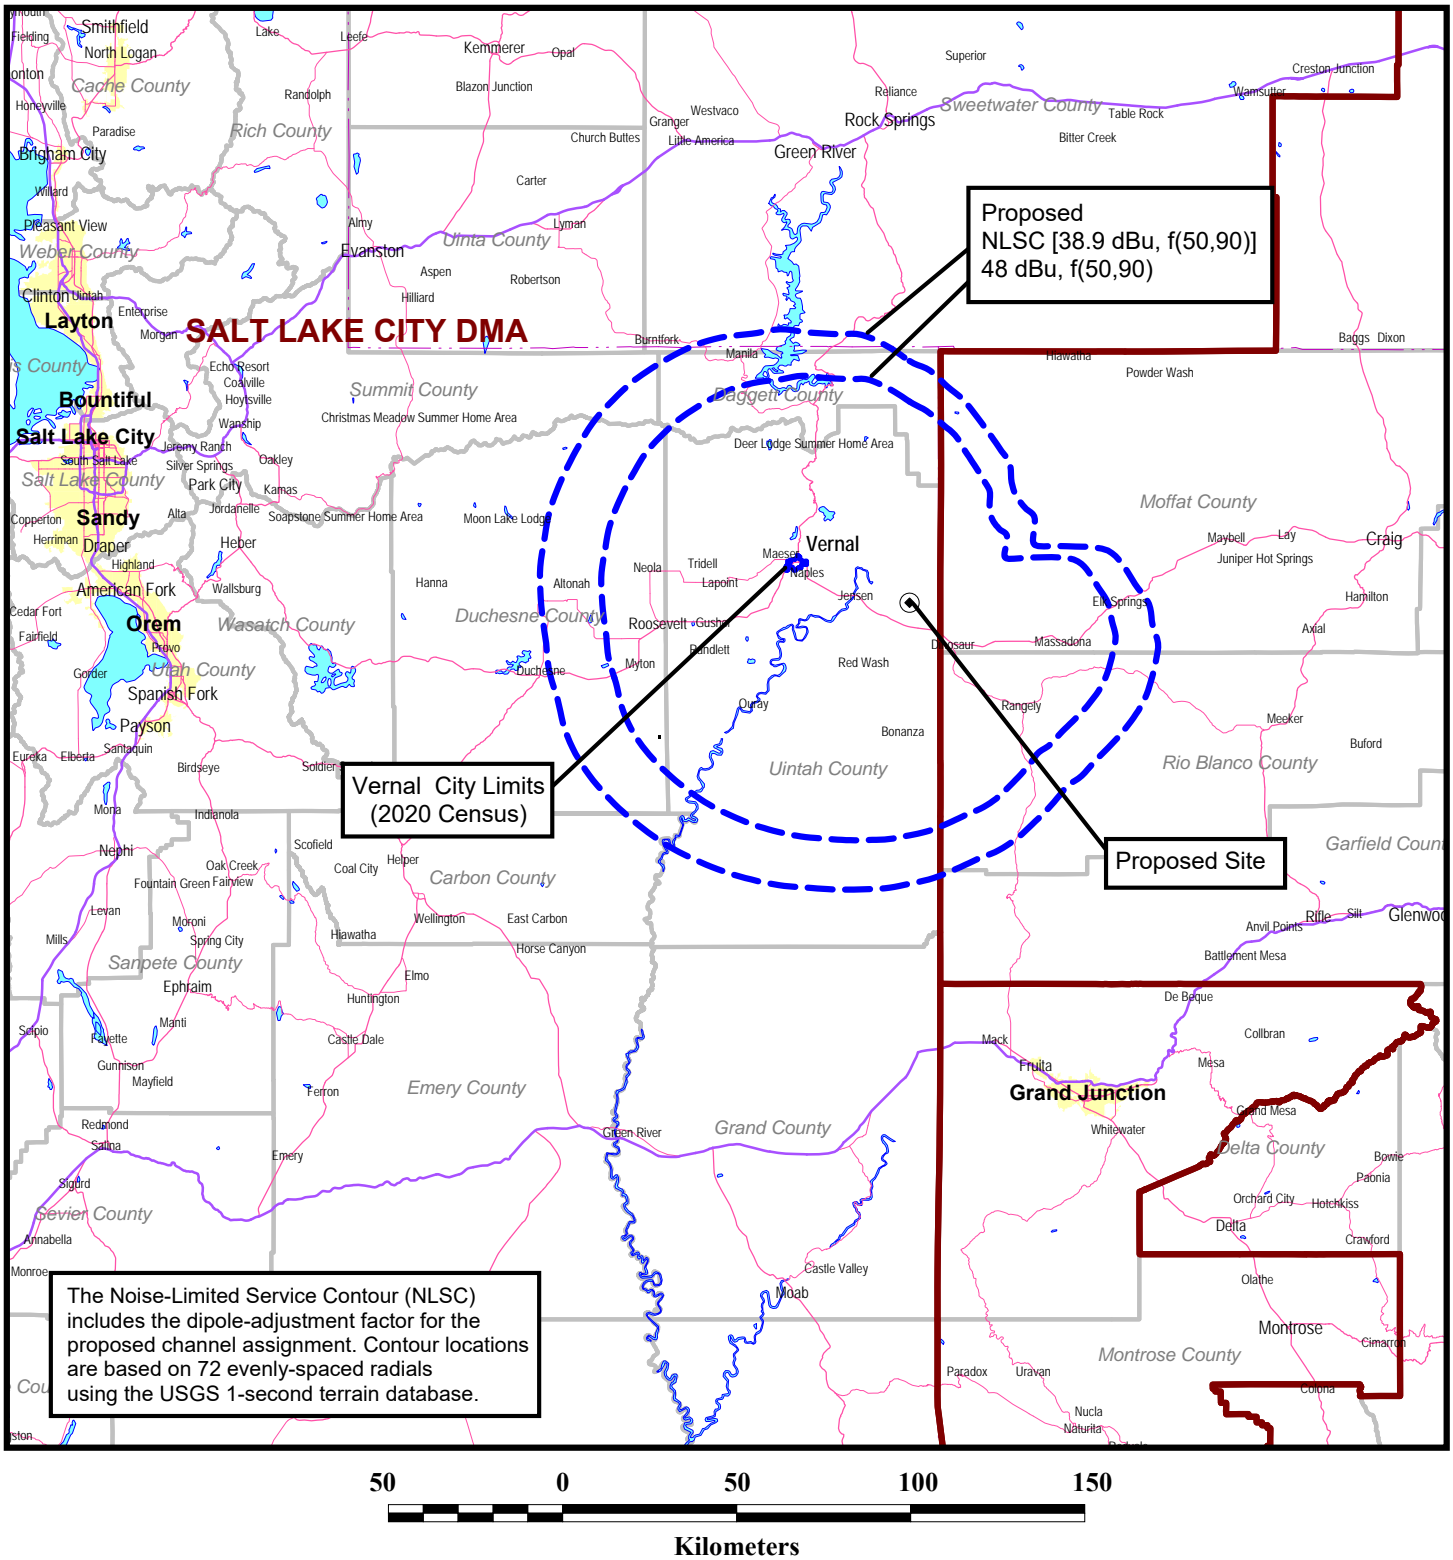 Smithfield
Fielding
North Logan
Cache County
Honeyville
Paradise
Brigham City
Willard
Pleasant View
Weber County
Lake
Leefe
Randolph
Rich County
Kemmerer
Opal
Blazon Junction
Church Buttes
Carter
Lyman
Almy
Uinta County
Evanston
Aspen
Robertson
Hilliard
Superior
Creston Junction
Reliance
Wamsutter
Sweetwater County
Table Rock
Westvaco
Granger
Rock Springs
Little America
Bitter Creek
Green River
Proposed
NLSC [38.9 dBu, f(50,90)]
48 dBu, f(50,90)
Clinton
Uintah
Enterprise
Layton
Morgan
SALT LAKE CITY DMA
Burntfork
Manila
Hiawatha
Baggs
Dixon
Powder Wash
s County
Echo Resort
Coalville
Hoytsville
Summit County
Daggett County
Bountiful
Wanship
Christmas Meadow Summer Home Area
Salt Lake City
Jeremy Ranch
Deer Lodge Summer Home Area
South Salt Lake
Silver Springs
Oakley
Salt Lake County
Park City
Kamas
Moffat County
Copperton
Sandy
Alta
Jordanelle
Soapstone Summer Home Area
Moon Lake Lodge
Herriman
Draper
Heber
Maeser
Vernal
Maybell
Lay
Craig
Juniper Hot Springs
Highland
Neola
Tridell
Naples
American Fork
Wallsburg
Hanna
Altonah
Lapoint
Jensen
Elk Springs
Hamilton
Cedar Fort
Orem
Wasatch County
Duchesne County
Roosevelt
Gusher
Axial
Fairfield
Provo
Randlett
Dinosaur
Massadona
Utah County
Myton
Red Wash
Gorder
Duchesne
Spanish Fork
Ouray
Rangely
Meeker
Payson
Bonanza
Buford
Santaquin
Eureka
Elberta
Birdseye
Soldier
Uintah County
Rio Blanco County
Vernal City Limits
(2020 Census)
Mona
Indianola
Nephi
Scofield
Helper
Proposed Site
Garfield Coun
Oak Creek
Coal City
Fountain Green
Fairview
Carbon County
Levan
Moroni
Wellington
East Carbon
Rifle
Silt
Glenwoo
Mills
Spring City
Hiawatha
Horse Canyon
Anvil Points
Sanpete County
Battlement Mesa
Ephraim
Elmo
Huntington
De Beque
Scipio
Manti
Fayette
Castle Dale
Mack
Collbran
Gunnison
Fruita
Mesa
Mayfield
Ferron
Emery County
Grand Junction
Grand Mesa
Redmond
Salina
Green River
Grand County
Whitewater
Delta County
Emery
Bowie
Sigurd
Paonia
Sevier County
Orchard City
Hotchkiss
Annabella
Delta
Crawford
Monroe
Castle Valley
Olathe
Moab
Montrose
Cimarron
The Noise-Limited Service Contour (NLSC)
includes the dipole-adjustment factor for the
proposed channel assignment. Contour locations
are based on 72 evenly-spaced radials
using the USGS 1-second terrain database.
Montrose County
Cou
Paradox
Uravan
Colona
Nucla
Naturita
ston
50 0 50 100 150
Kilometers